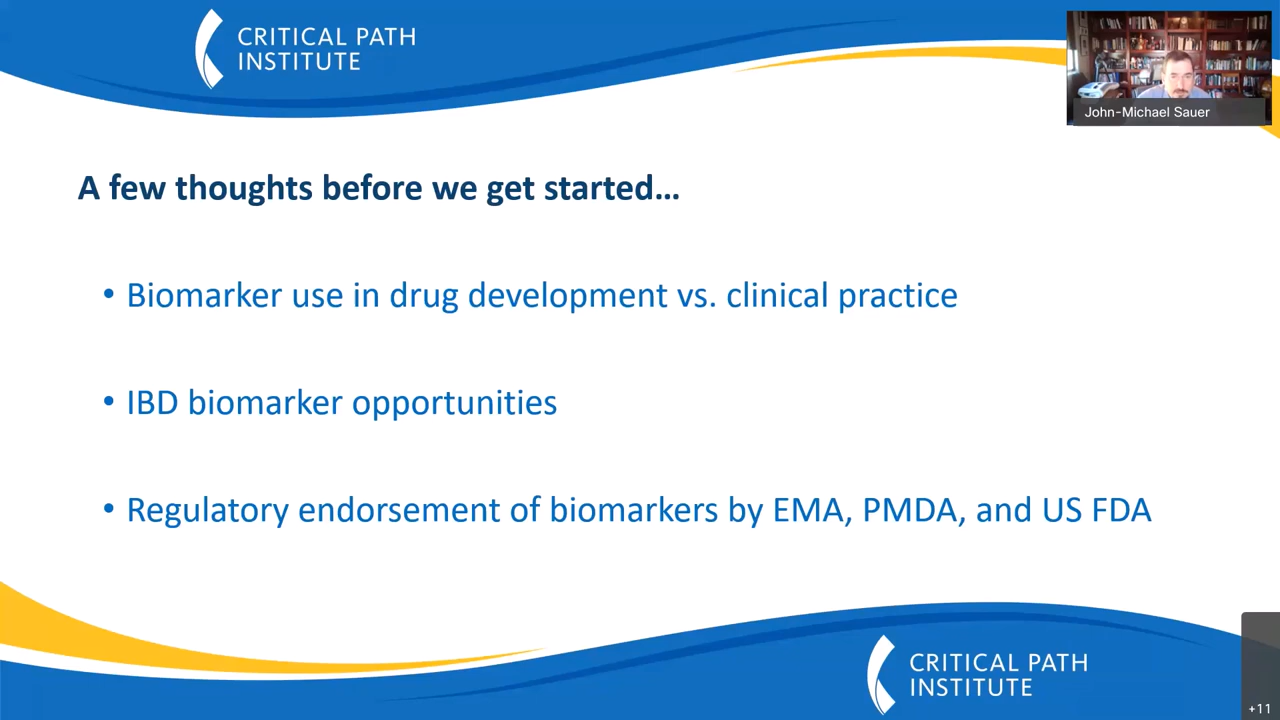 CRITICAL PATH
INSTITUTE
John-Michael Sauer
A few thoughts before we get started...
• Biomarker use in drug development vs. clinical practice
• IBD biomarker opportunities
• Regulatory endorsement of biomarkers by EMA, PMDA, and US FDA
CRITICAL PATH
INSTITUTE
+11